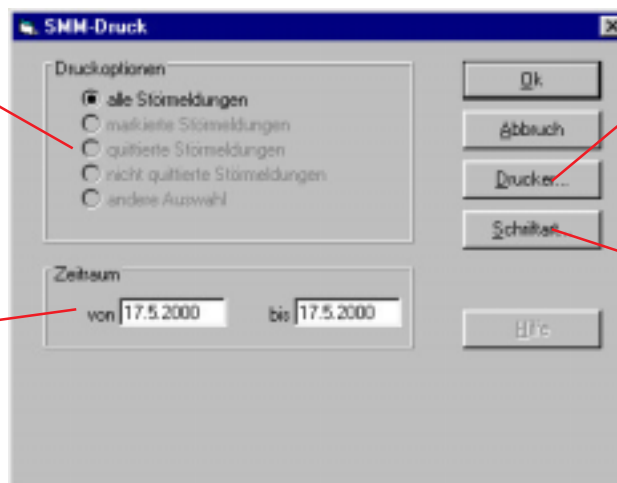 SMM-Druck
Druckoptionen
alle Störmeldungen
markierte Störmeldungen
quittierte Störmeldungen
nicht quittierte Störmeldungen
andere Auswahl
Ok
Abbruch
Drucker...
Schriftart...
Zeitraum
von 17.5.2000 bis 17.5.2000
Hilfe